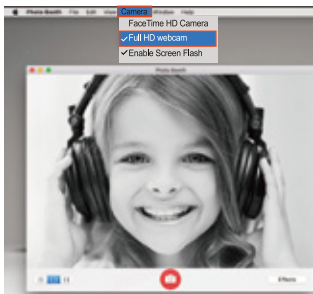 Photo Booth File Edit View Camera Window Help
FaceTime HD Camera
✓Full HD webcam
✓Enable Screen Flash
Photo Booth
Effects